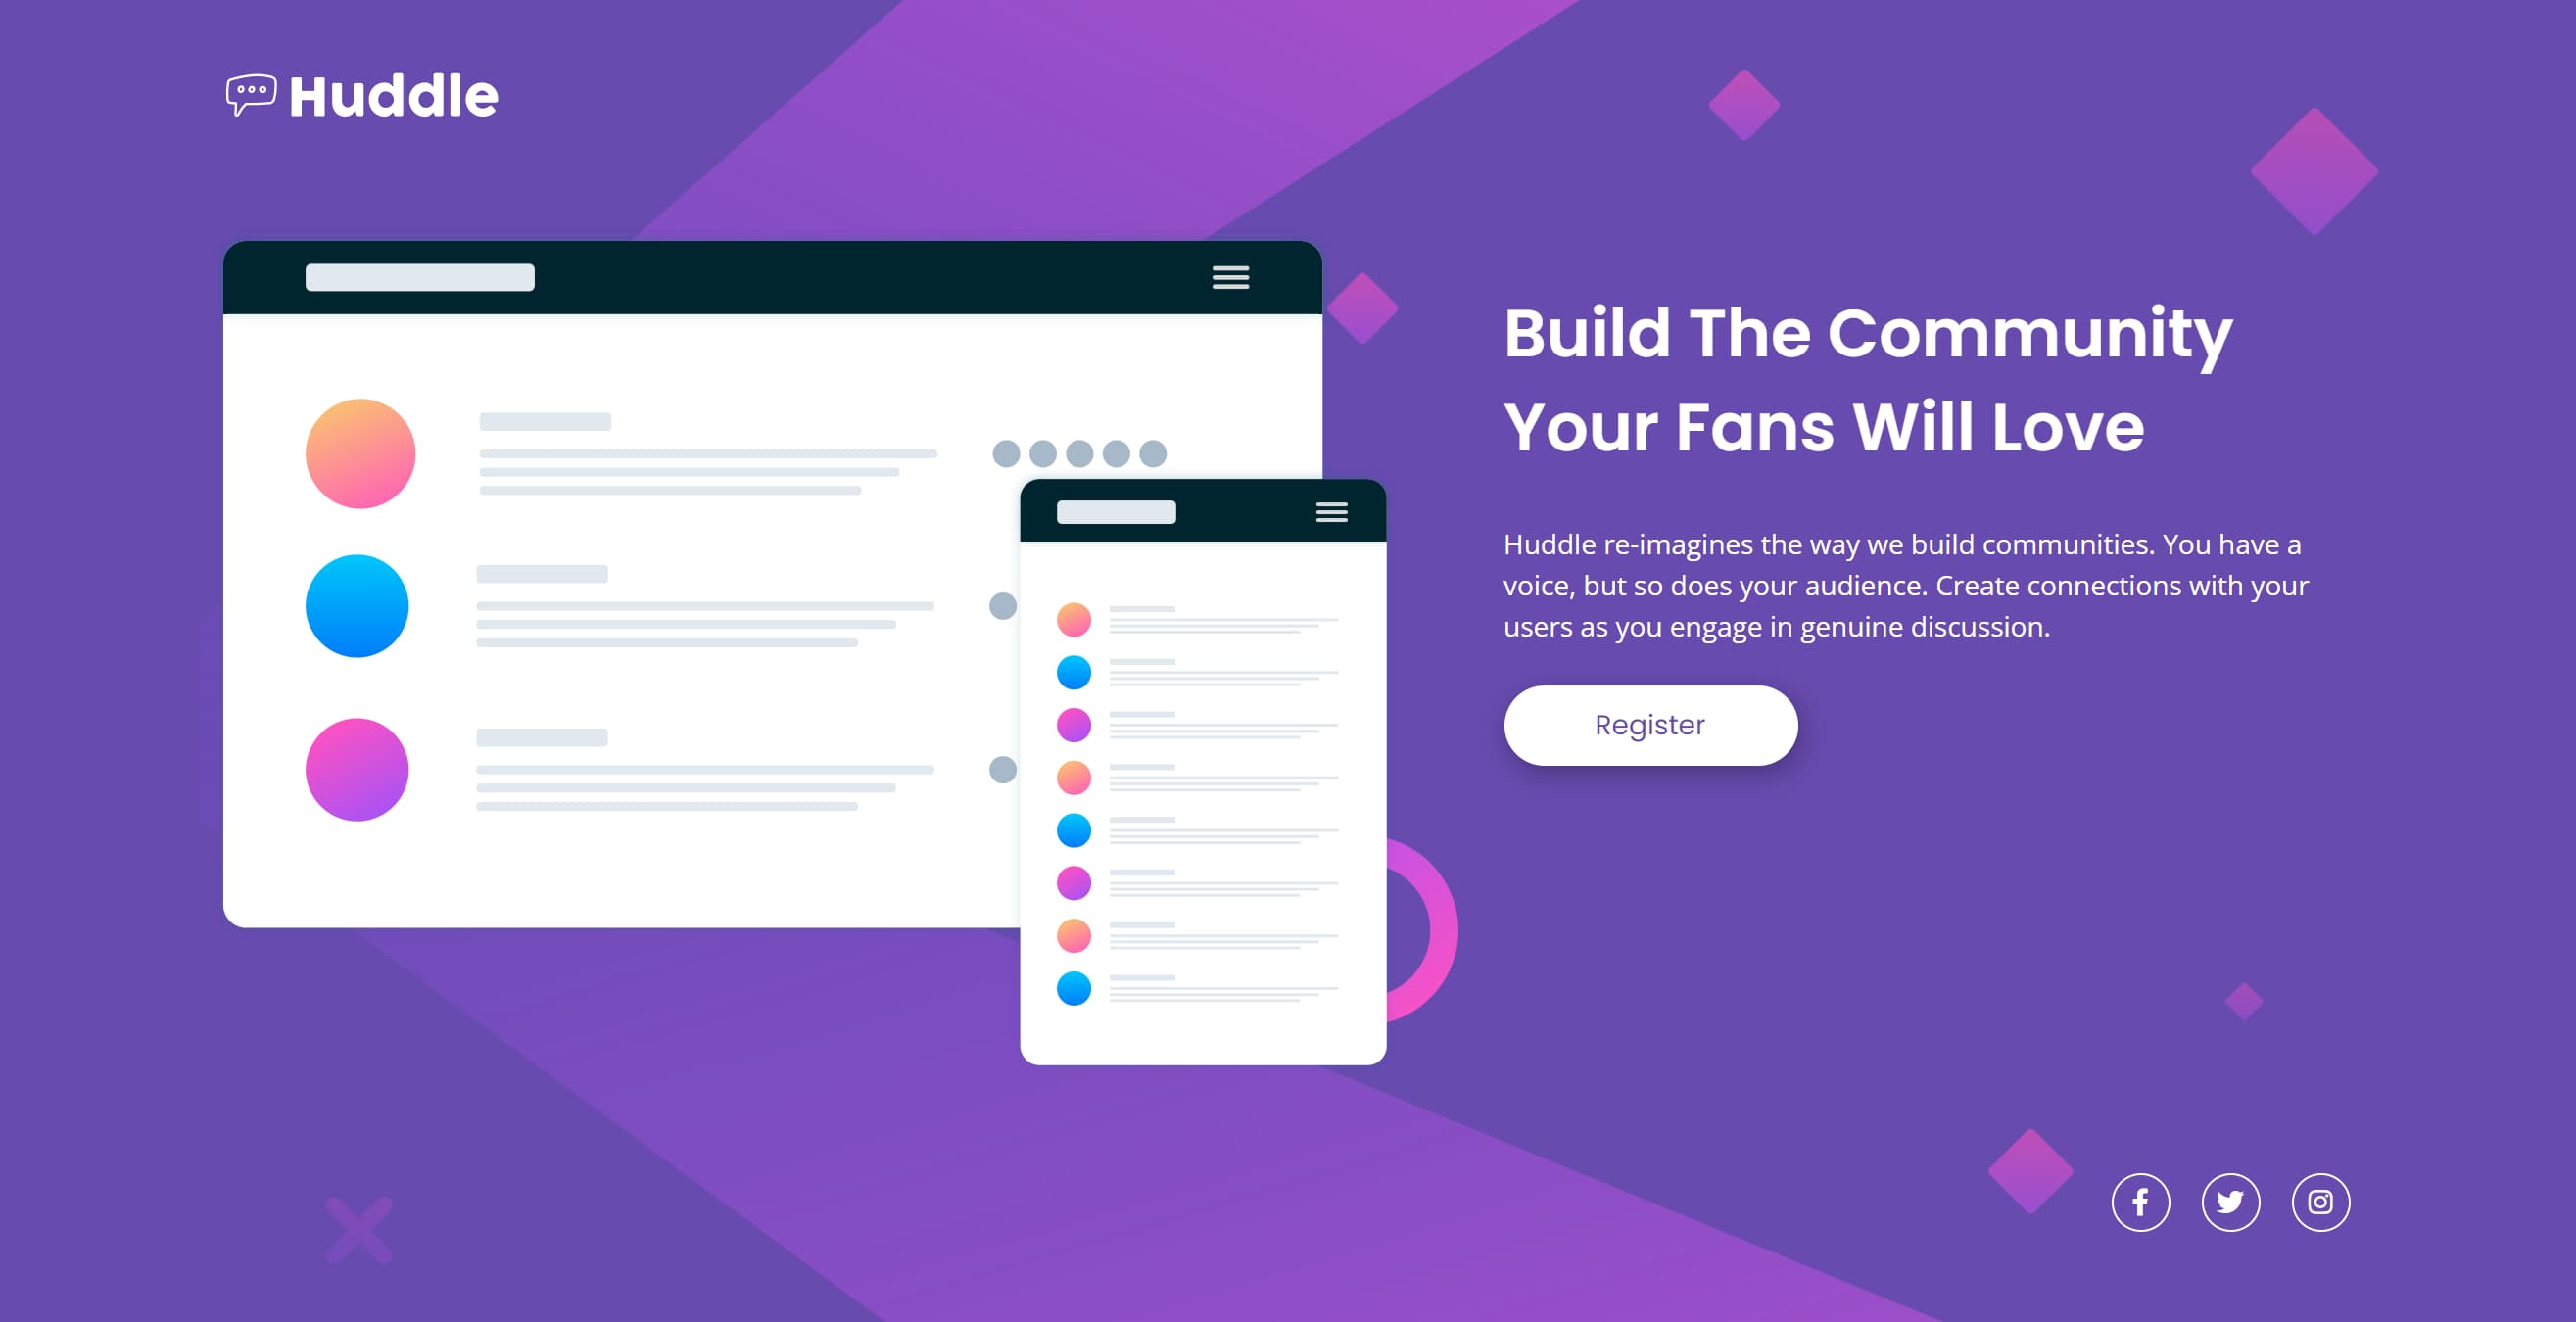 Huddle
Build The Community
Your Fans Will Love
Huddle re-imagines the way we build communities. You have a
voice, but so does your audience. Create connections with your
users as you engage in genuine discussion.
Register